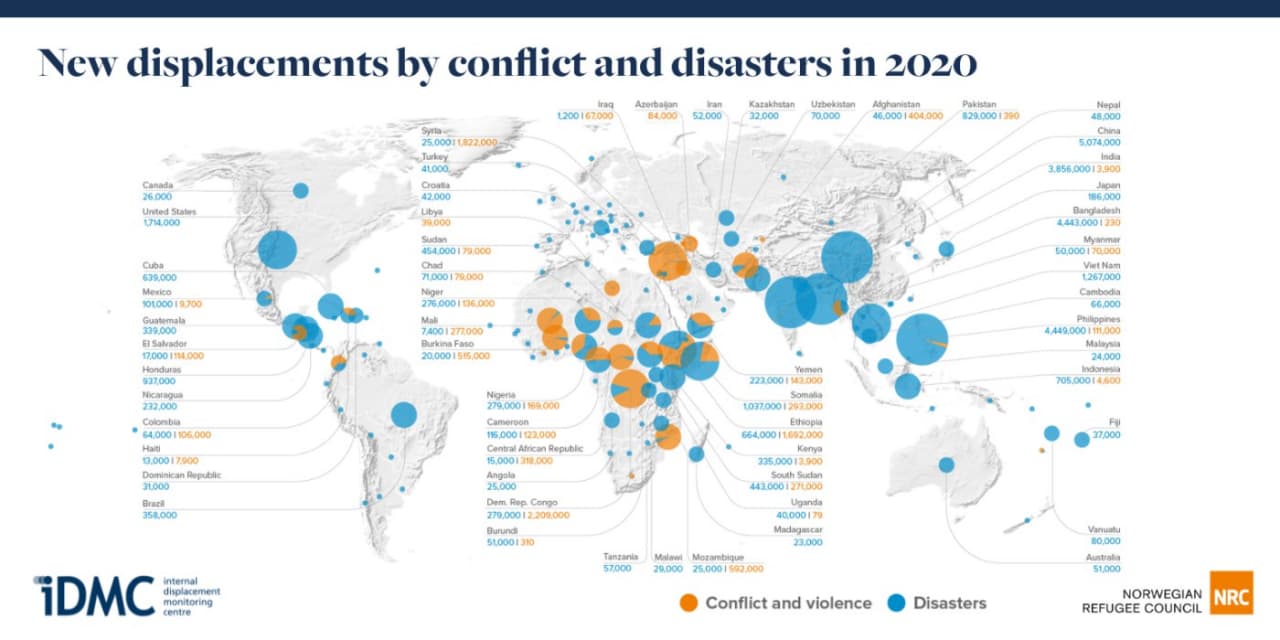 New displacements by conflict and disasters in 2020
Iraq
1,200 | 67,000
Azerbaijan
84,000
Iran
52,000
Kazakhstan
32,000
Uzbekistan
70,000
Afghanistan
46,000 | 404,000
Pakistan
829,000 | 390
Nepal
48,000
China
5,074,000
India
3,856,000 | 3,900
Japan
186,000
Bangladesh
4,443,000 | 230
Myanmar
50,000 | 70,000
Viet Nam
1,267,000
Cambodia
66,000
Philippines
4,449,000 | 111,000
Malaysia
24,000
Indonesia
705,000 | 4,600
Syria
25,000 | 1,822,000
Turkey
41,000
Croatia
42,000
Libya
39,000
Sudan
454,000 | 79,000
Chad
71,000 | 79,000
Niger
276,000 | 136,000
Mali
7,400 | 277,000
Burkina Faso
20,000 | 515,000
Canada
26,000
United States
1,714,000
Cuba
639,000
Mexico
101,000 | 9,700
Guatemala
339,000
El Salvador
17,000 | 114,000
Honduras
937,000
Nicaragua
232,000
Colombia
64,000 | 106,000
Haiti
13,000 | 7,900
Dominican Republic
31,000
Brazil
358,000
Nigeria
279,000 | 169,000
Cameroon
116,000 | 123,000
Central African Republic
15,000 | 318,000
Angola
25,000
Dem. Rep. Congo
279,000 | 2,209,000
Burundi
51,000 | 310
Tanzania
57,000
Malawi
29,000
Mozambique
25,000 | 592,000
Yemen
223,000 | 143,000
Somalia
1,037,000 | 293,000
Ethiopia
664,000 | 1,692,000
Kenya
335,000 | 3,900
South Sudan
443,000 | 271,000
Uganda
40,000 | 79
Madagascar
23,000
Fiji
37,000
Vanuatu
80,000
Australia
51,000
iDMC
internal
displacement
monitoring
centre
Conflict and violence
Disasters
NORWEGIAN
REFUGEE COUNCIL
NRC